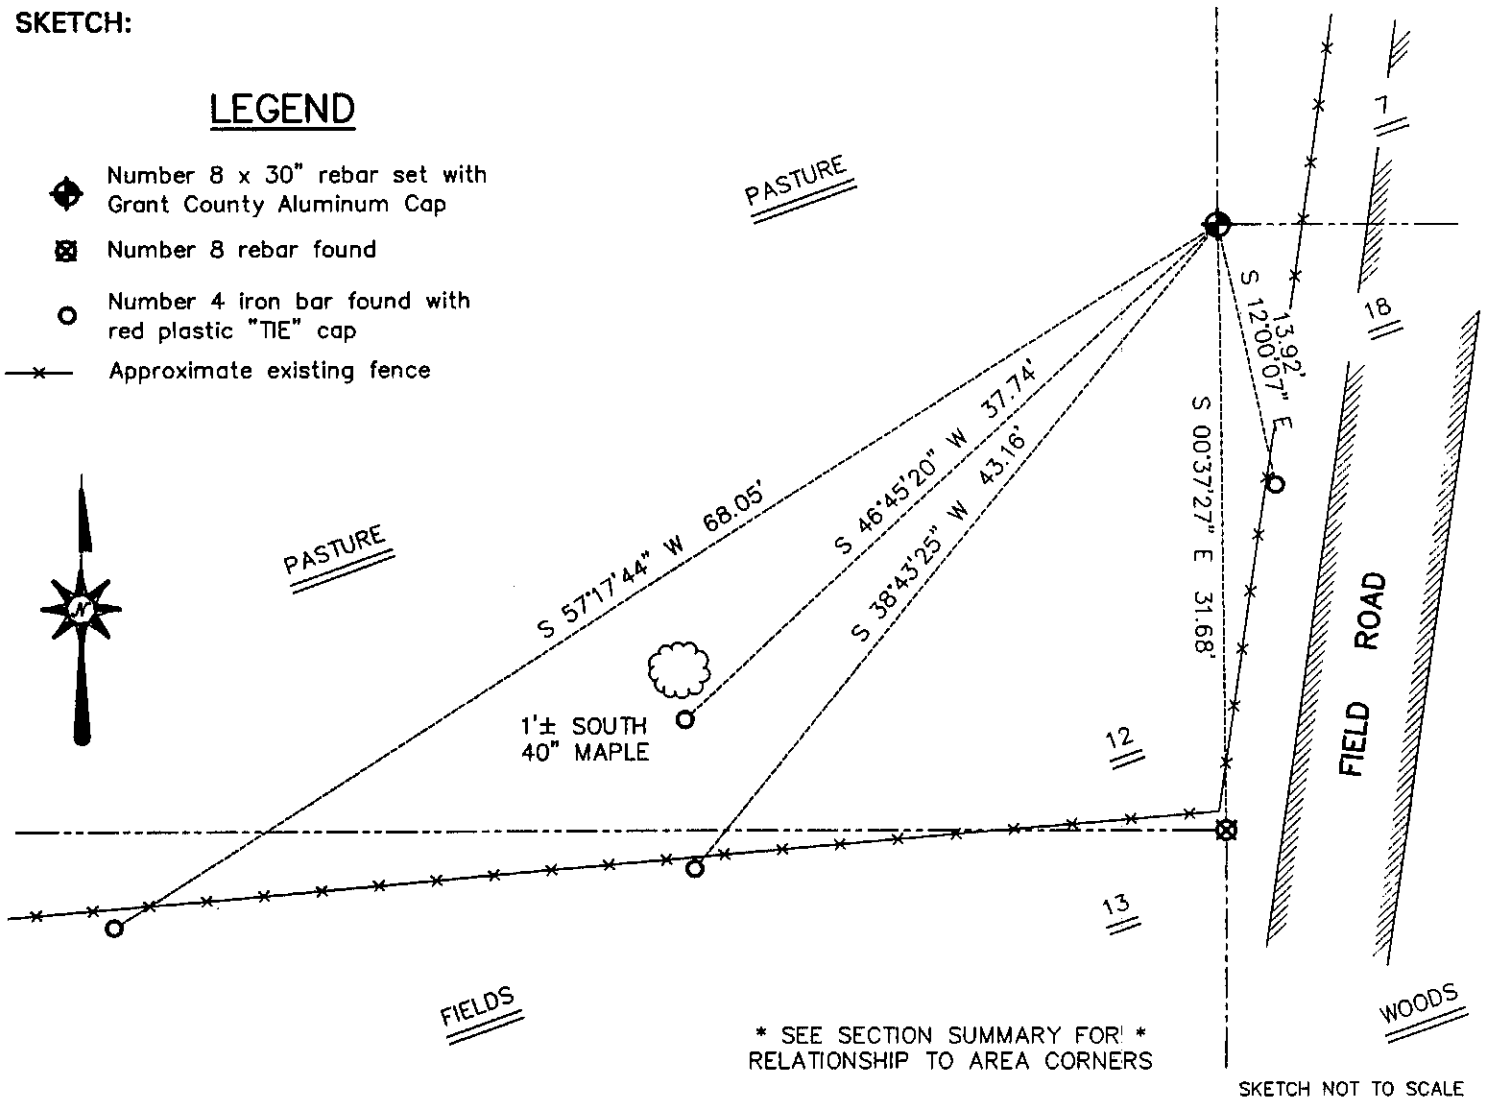 SKETCH:
LEGEND
Number 8 x 30" rebar set with
Grant County Aluminum Cap
Number 8 rebar found
Number 4 iron bar found with
red plastic "TIE" cap
Approximate existing fence
PASTURE
7
18
S 12°00'07" E
13.92'
S 00°37'27" E 31.68'
S 46°45'20" W 37.74'
S 38°43'25" W 43.16'
S 57°17'44" W 68.05'
PASTURE
N
1'± SOUTH
40" MAPLE
12
13
FIELD ROAD
FIELDS
WOODS
* SEE SECTION SUMMARY FOR *
RELATIONSHIP TO AREA CORNERS
SKETCH NOT TO SCALE